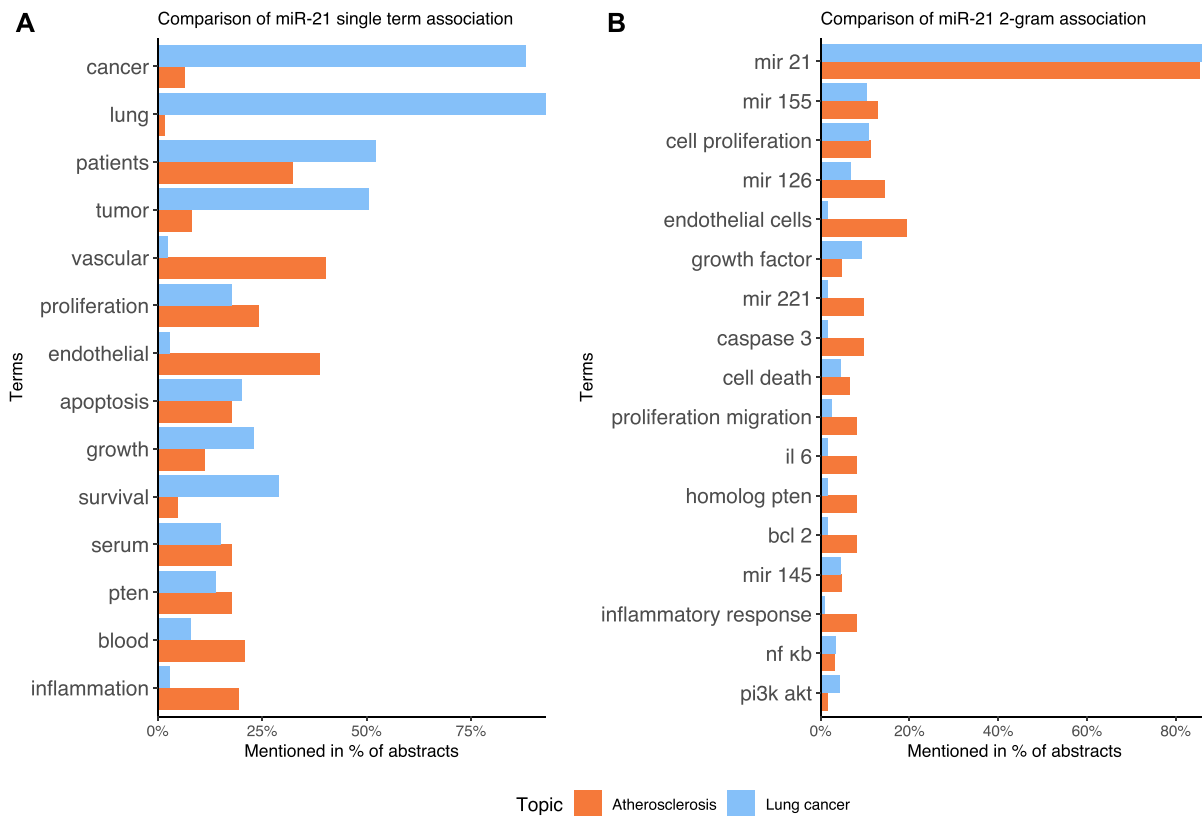 A
Comparison of miR-21 single term association
Terms
cancer
lung
patients
tumor
vascular
proliferation
endothelial
apoptosis
growth
survival
serum
pten
blood
inflammation
0% 25% 50% 75%
Mentioned in % of abstracts
B
Comparison of miR-21 2-gram association
Terms
mir 21
mir 155
cell proliferation
mir 126
endothelial cells
growth factor
mir 221
caspase 3
cell death
proliferation migration
il 6
homolog pten
bcl 2
mir 145
inflammatory response
nf κb
pi3k akt
0% 20% 40% 60% 80%
Mentioned in % of abstracts
Topic Atherosclerosis Lung cancer